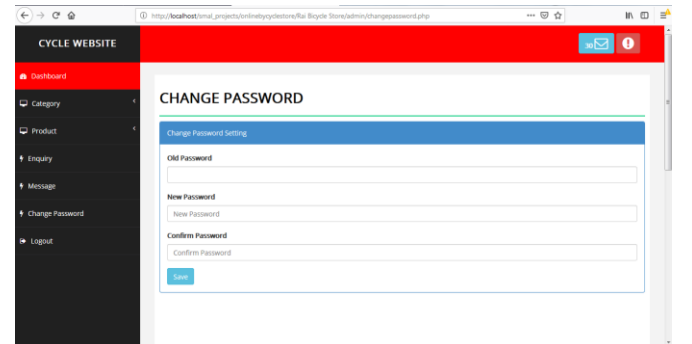 http://localhost/smal_projects/onlinebycyclestore/Rai Bicycle Store/admin/changepassword.php
CYCLE WEBSITE
30
Dashboard
Category
Product
Enquiry
Message
Change Password
Logout
CHANGE PASSWORD
Change Password Setting
Old Password
New Password
New Password
Confirm Password
Confirm Password
Save